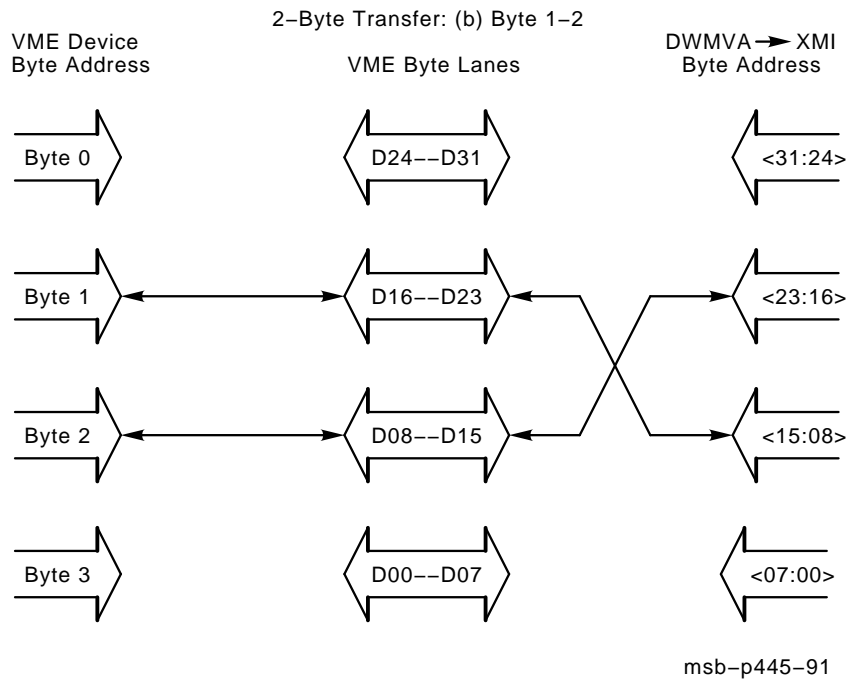 2−Byte Transfer: (b) Byte 1−2
VME Device
Byte Address
VME Byte Lanes
DWMVA → XMI
Byte Address
Byte 0
D24−−D31
<31:24>
Byte 1
D16−−D23
<23:16>
Byte 2
D08−−D15
<15:08>
Byte 3
D00−−D07
<07:00>
msb−p445−91